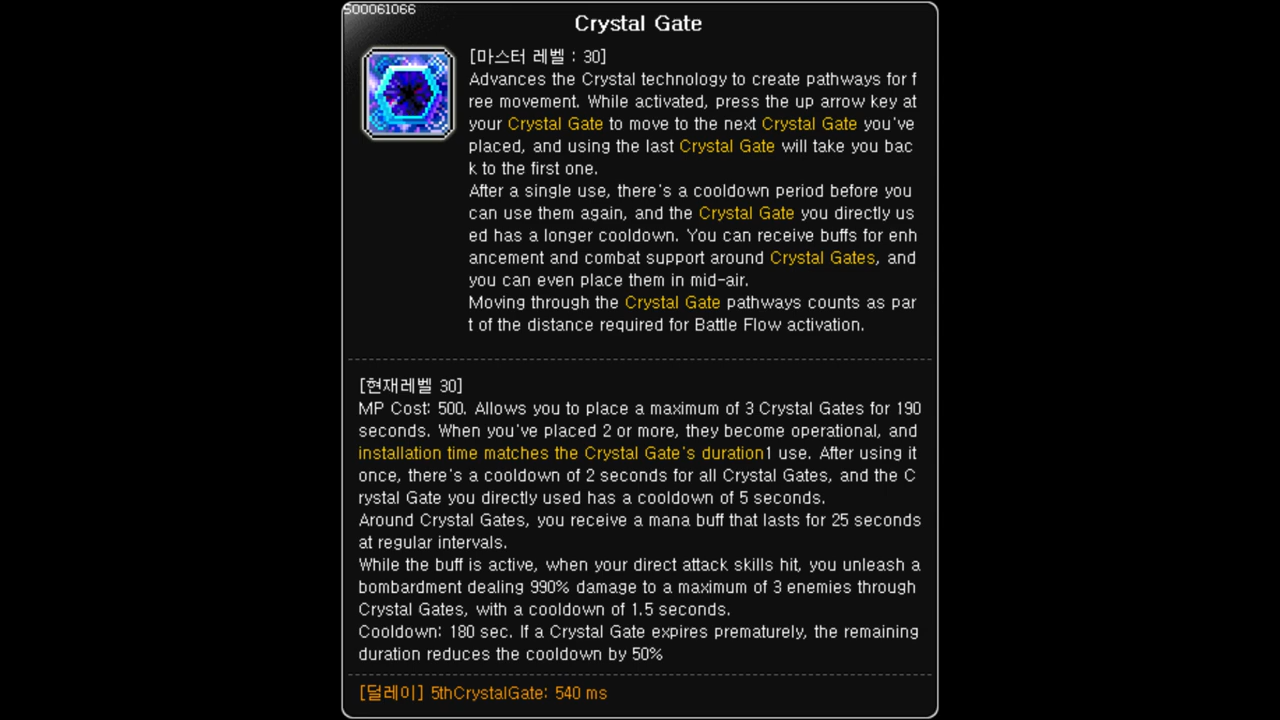 500061066
Crystal Gate
[마스터 레벨 : 30]
Advances the Crystal technology to create pathways for f
ree movement. While activated, press the up arrow key at
your Crystal Gate to move to the next Crystal Gate you've
placed, and using the last Crystal Gate will take you bac
k to the first one.
After a single use, there's a cooldown period before you
can use them again, and the Crystal Gate you directly us
ed has a longer cooldown. You can receive buffs for enh
ancement and combat support around Crystal Gates, and
you can even place them in mid-air.
Moving through the Crystal Gate pathways counts as par
t of the distance required for Battle Flow activation.
[현재레벨 30]
MP Cost: 500. Allows you to place a maximum of 3 Crystal Gates for 190
seconds. When you've placed 2 or more, they become operational, and
installation time matches the Crystal Gate's duration1 use. After using it
once, there's a cooldown of 2 seconds for all Crystal Gates, and the C
rystal Gate you directly used has a cooldown of 5 seconds.
Around Crystal Gates, you receive a mana buff that lasts for 25 seconds
at regular intervals.
While the buff is active, when your direct attack skills hit, you unleash a
bombardment dealing 990% damage to a maximum of 3 enemies through
Crystal Gates, with a cooldown of 1.5 seconds.
Cooldown: 180 sec. If a Crystal Gate expires prematurely, the remaining
duration reduces the cooldown by 50%
[딜레이] 5thCrystalGate: 540 ms